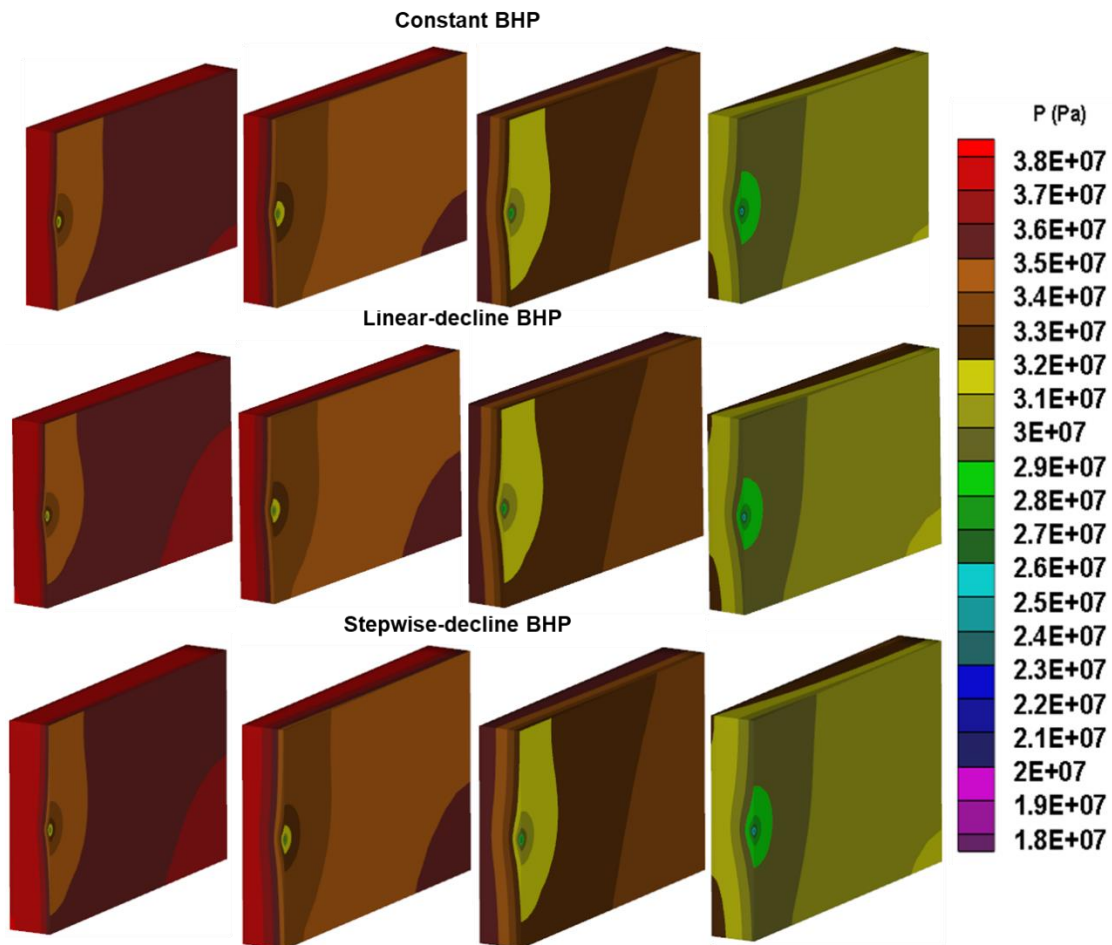 Constant BHP
P (Pa)
3.8E+07
3.7E+07
3.6E+07
3.5E+07
3.4E+07
3.3E+07
3.2E+07
3.1E+07
3E+07
2.9E+07
2.8E+07
2.7E+07
2.6E+07
2.5E+07
2.4E+07
2.3E+07
2.2E+07
2.1E+07
2E+07
1.9E+07
1.8E+07
Linear-decline BHP
Stepwise-decline BHP